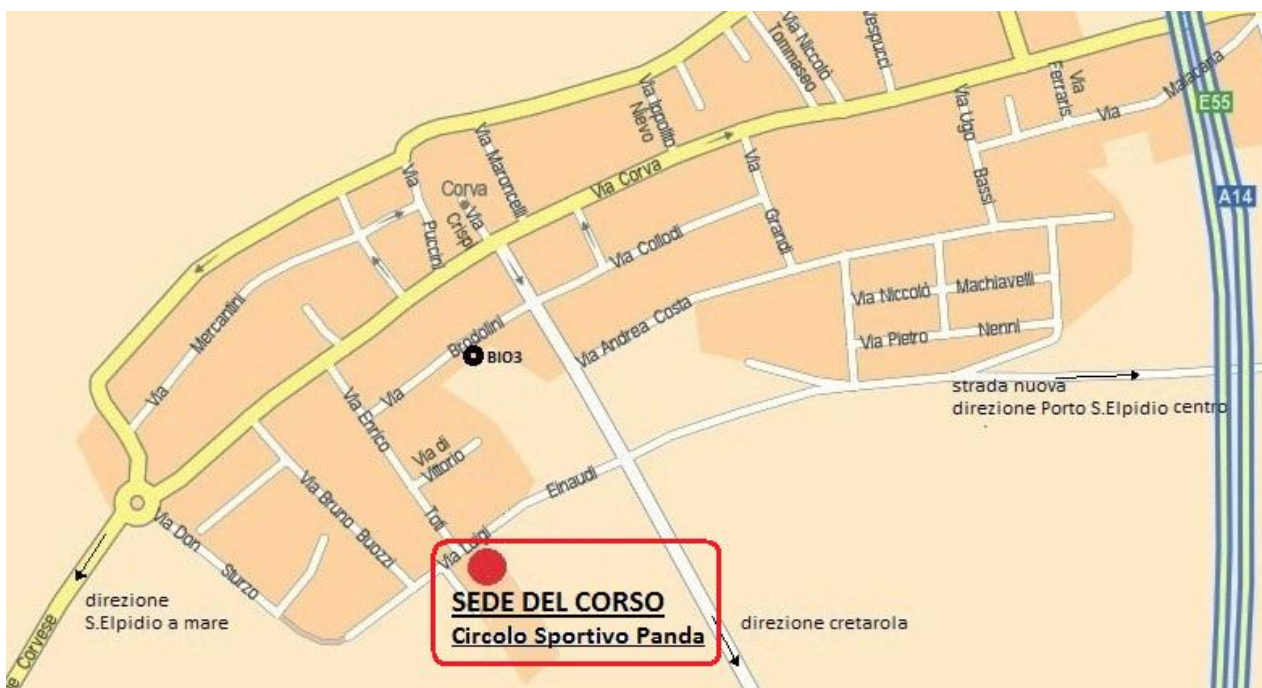 Via Niccolò
Tommaseo
Vespucci
Via
Ferraris
Via Malagana
E55
Via Ippolito
Nievo
Via Ugo
Bassi
Via Maroncelli
Via Corva
A14
Via
Puccini
Corva
Via
Crispi
Via
Grandi
Via Collodi
Via Mercantini
Via Niccolò Machiavelli
Via Andrea Costa
Via Brodolini
BIO3
Via Pietro Nenni
strada nuova
direzione Porto S.Elpidio centro
Via Enrico Toti
Via di
Vittorio
Via Luigi Einaudi
Via Bruno Buozzi
Via Don Sturzo
direzione
S.Elpidio a mare
SEDE DEL CORSO
Circolo Sportivo Panda
direzione cretarola
Corvese